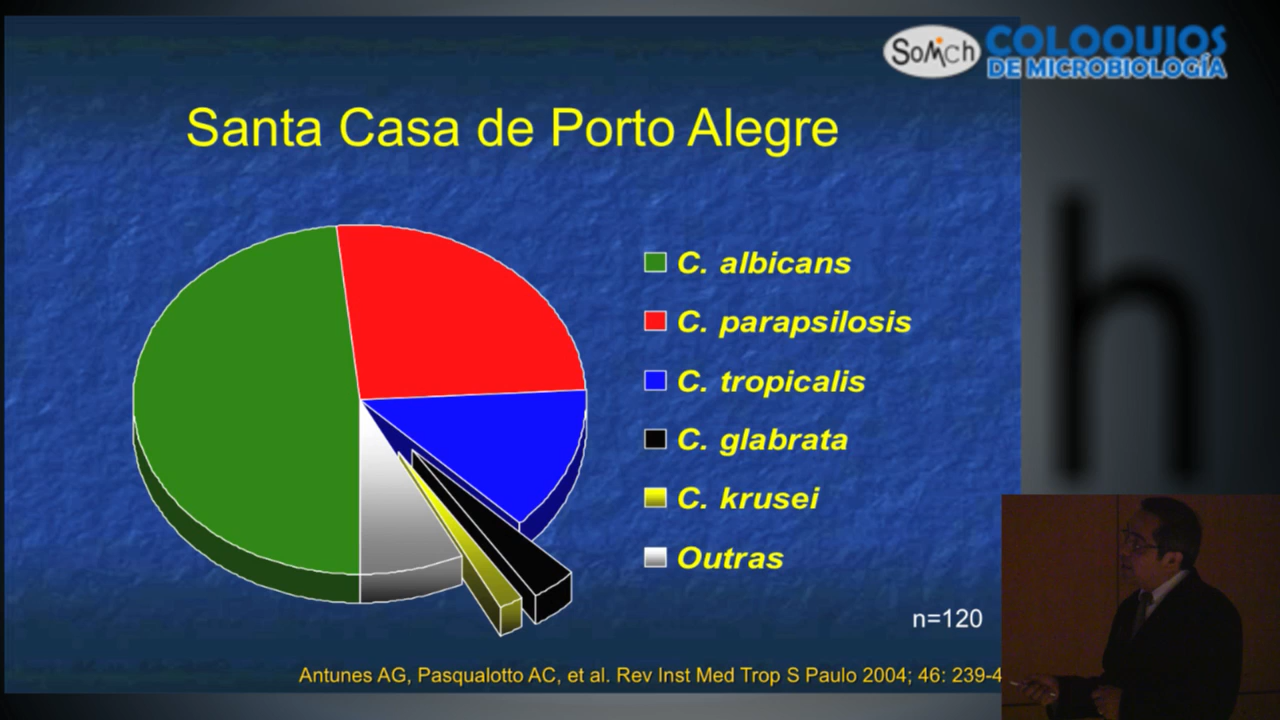 SoMich
COLOQUIOS
DE MICROBIOLOGÍA
Santa Casa de Porto Alegre
C. albicans
C. parapsilosis
C. tropicalis
C. glabrata
C. krusei
Outras
n=120
Antunes AG, Pasqualotto AC, et al. Rev Inst Med Trop S Paulo 2004; 46: 239-4
h